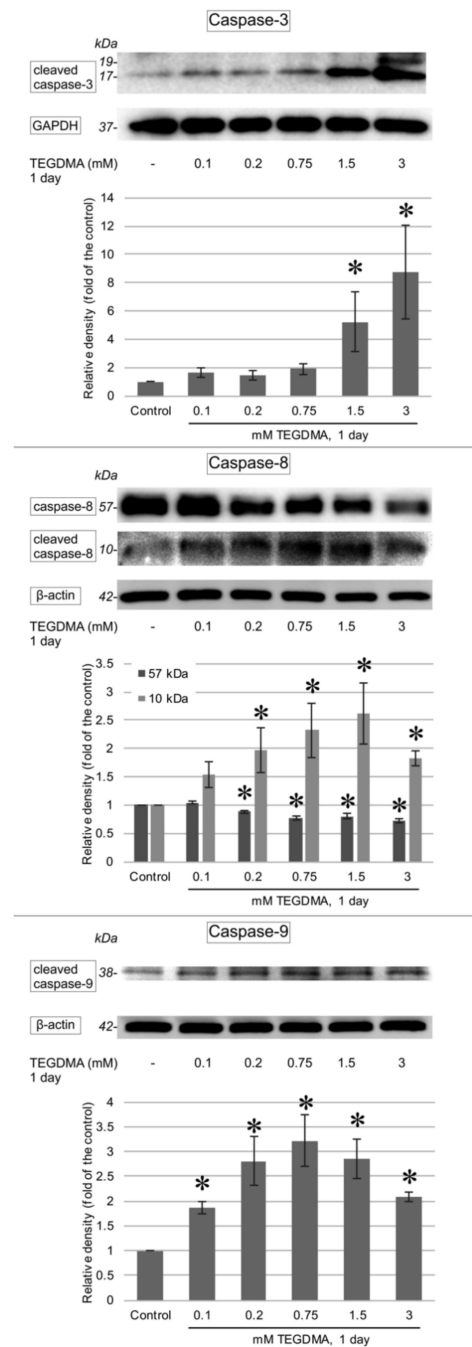 Caspase-3
kDa
19-
cleaved caspase-3 17-
GAPDH 37-
TEGDMA (mM) - 0.1 0.2 0.75 1.5 3
1 day
Relative density (fold of the control)
14
12
10
8
6
4
2
0
* *
Control 0.1 0.2 0.75 1.5 3
mM TEGDMA, 1 day
Caspase-8
kDa
caspase-8 57-
cleaved caspase-8 10-
β-actin 42-
TEGDMA (mM) - 0.1 0.2 0.75 1.5 3
1 day
Relative density (fold of the control)
3.5
3
2.5
2
1.5
1
0.5
0
57 kDa
10 kDa
* * * *
* * * *
Control 0.1 0.2 0.75 1.5 3
mM TEGDMA, 1 day
Caspase-9
kDa
cleaved caspase-9 38-
β-actin 42-
TEGDMA (mM) - 0.1 0.2 0.75 1.5 3
1 day
Relative density (fold of the control)
4
3.5
3
2.5
2
1.5
1
0.5
0
* * * * *
Control 0.1 0.2 0.75 1.5 3
mM TEGDMA, 1 day